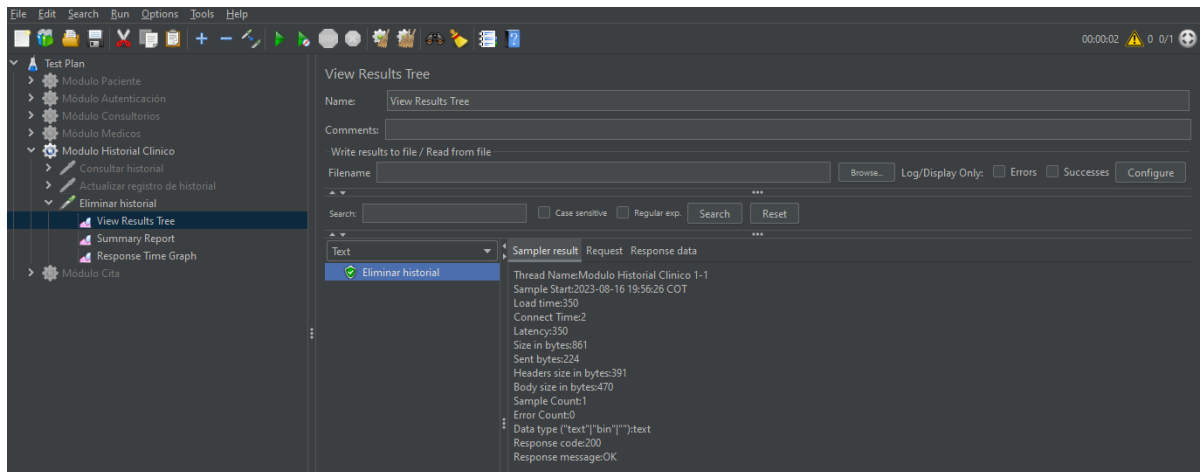 File Edit Search Run Options Tools Help
00:00:02 0 0/1
Test Plan
Modulo Paciente
Módulo Autenticación
Módulo Consultorios
Módulo Medicos
Modulo Historial Clinico
Consultar historial
Actualizar registro de historial
Eliminar historial
View Results Tree
Summary Report
Response Time Graph
Módulo Cita
View Results Tree
Name: View Results Tree
Comments:
Write results to file / Read from file
Filename Browse... Log/Display Only: Errors Successes Configure
Search: Case sensitive Regular exp. Search Reset
Text
Eliminar historial
Sampler result Request Response data
Thread Name:Modulo Historial Clinico 1-1
Sample Start:2023-08-16 19:56:26 COT
Load time:350
Connect Time:2
Latency:350
Size in bytes:861
Sent bytes:224
Headers size in bytes:391
Body size in bytes:470
Sample Count:1
Error Count:0
Data type ("text"|"bin"|""):text
Response code:200
Response message:OK